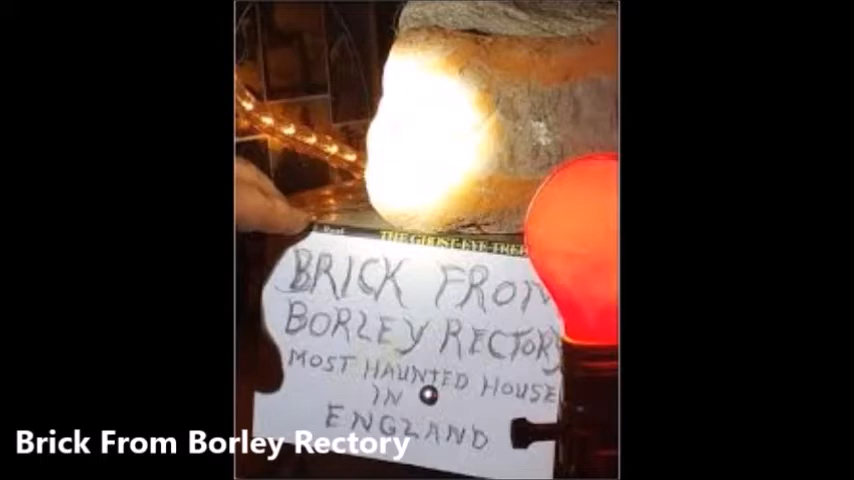 THE GHOST-EYE TREE
BRICK FROM
BORLEY RECTORY
MOST HAUNTED HOUSE
IN
ENGLAND
Brick From Borley Rectory